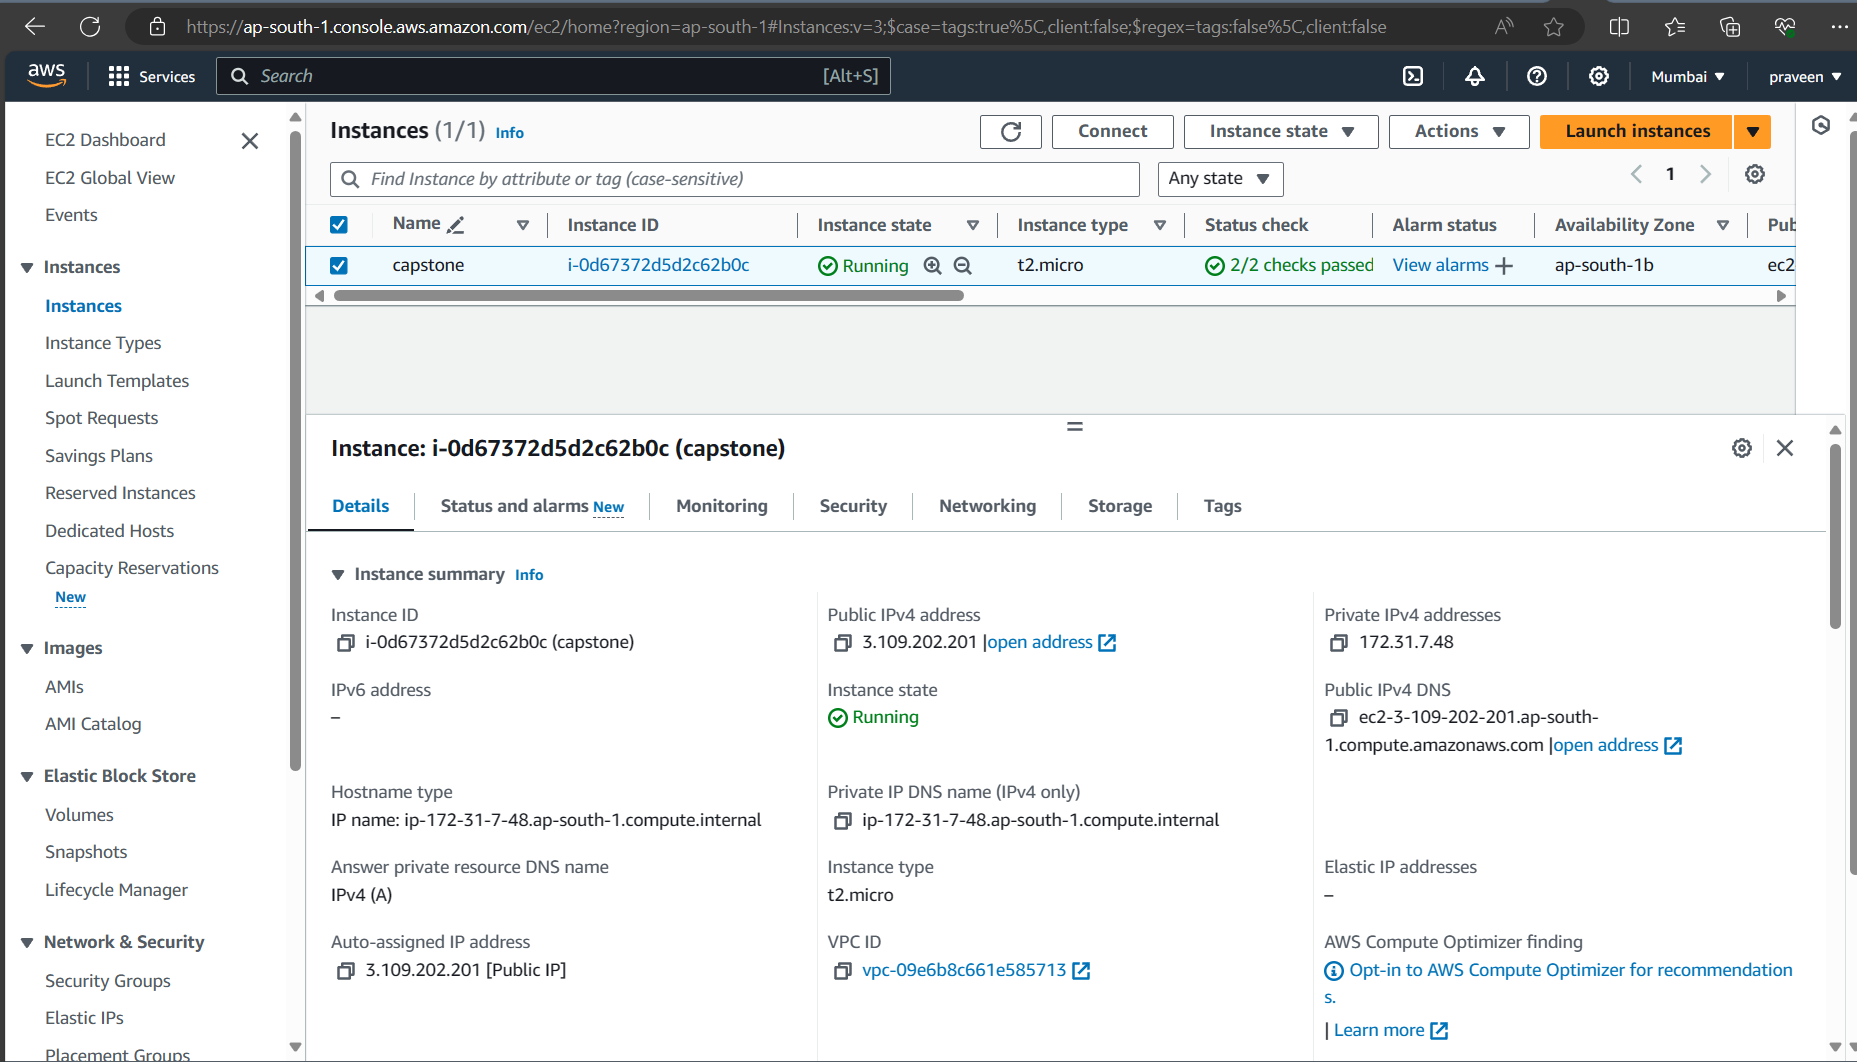 https://ap-south-1.console.aws.amazon.com/ec2/home?region=ap-south-1#Instances:v=3;$case=tags:true%5C,client:false;$regex=tags:false%5C,client:false
aws Services Search [Alt+S] Mumbai praveen
EC2 Dashboard
EC2 Global View
Events
Instances
Instances
Instance Types
Launch Templates
Spot Requests
Savings Plans
Reserved Instances
Dedicated Hosts
Capacity Reservations
New
Images
AMIs
AMI Catalog
Elastic Block Store
Volumes
Snapshots
Lifecycle Manager
Network & Security
Security Groups
Elastic IPs
Placement Groups
Instances (1/1) Info
Connect Instance state Actions Launch instances
Find Instance by attribute or tag (case-sensitive) Any state 1
Name Instance ID Instance state Instance type Status check Alarm status Availability Zone Pub
capstone i-0d67372d5d2c62b0c Running t2.micro 2/2 checks passed View alarms + ap-south-1b ec2
Instance: i-0d67372d5d2c62b0c (capstone)
Details Status and alarms New Monitoring Security Networking Storage Tags
Instance summary Info
Instance ID
i-0d67372d5d2c62b0c (capstone)
Public IPv4 address
3.109.202.201 |open address
Private IPv4 addresses
172.31.7.48
IPv6 address
–
Instance state
Running
Public IPv4 DNS
ec2-3-109-202-201.ap-south-
1.compute.amazonaws.com |open address
Hostname type
IP name: ip-172-31-7-48.ap-south-1.compute.internal
Private IP DNS name (IPv4 only)
ip-172-31-7-48.ap-south-1.compute.internal
Answer private resource DNS name
IPv4 (A)
Instance type
t2.micro
Elastic IP addresses
–
Auto-assigned IP address
3.109.202.201 [Public IP]
VPC ID
vpc-09e6b8c661e585713
AWS Compute Optimizer finding
Opt-in to AWS Compute Optimizer for recommendation
s.
| Learn more